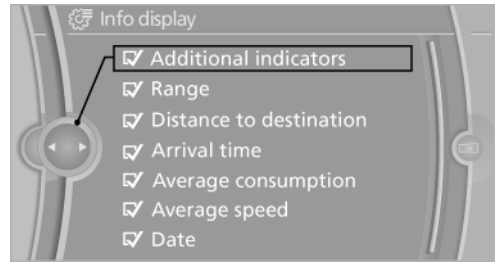 Info display
Additional indicators
Range
Distance to destination
Arrival time
Average consumption
Average speed
Date